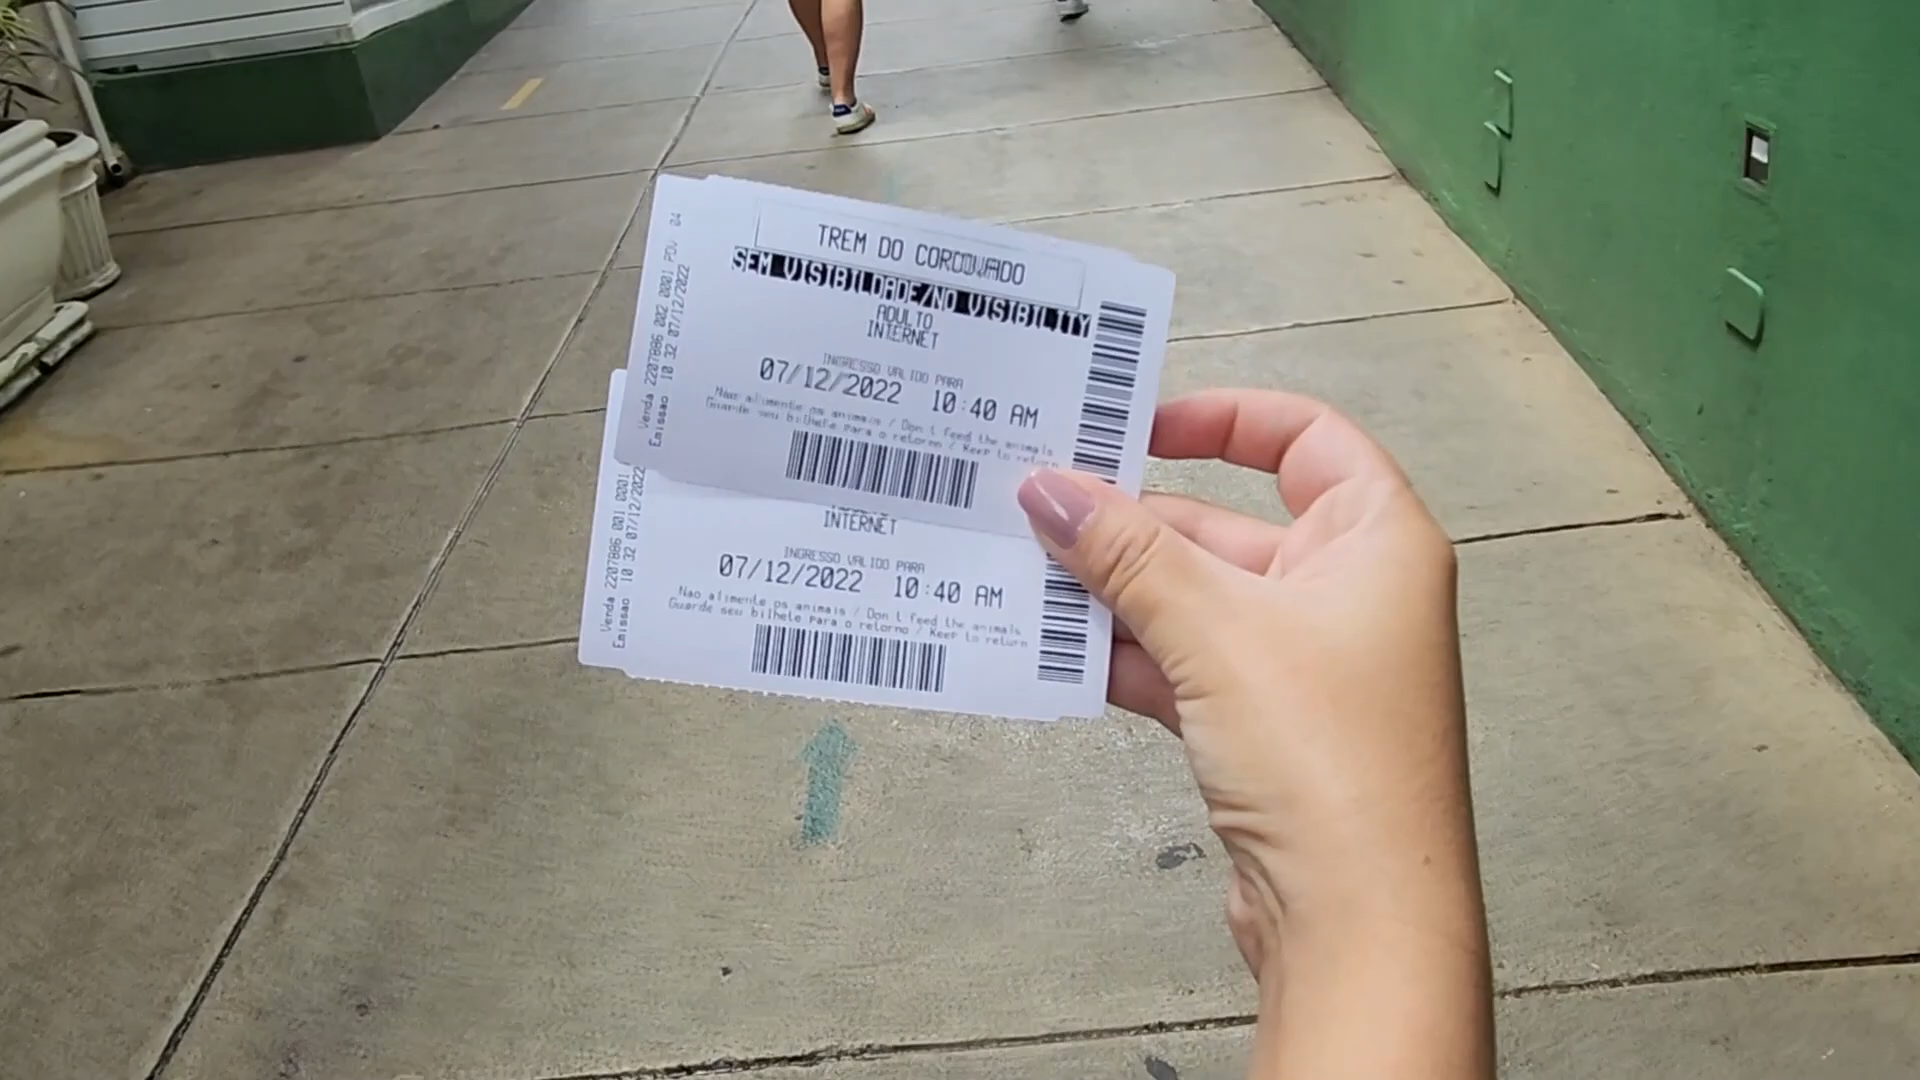 TREM DO CORCOVADO
SEM VISIBILDADE/NO VISIBILITY
ADULTO
INTERNET
INGRESSO VALIDO PARA
07/12/2022 10:40 AM
Nao alimente os animais / Don t feed the animals
Guarde seu bilhete para o retorno / Keep to return
Venda 2207886 002 0001 PDV 04
Emissao 10 32 07/12/2022
INTERNET
INGRESSO VALIDO PARA
07/12/2022 10:40 AM
Nao alimente os animais / Don t feed the animals
Guarde seu bilhete para o retorno / Keep to return
Venda 2207886 001 0001
Emissao 10 32 07/12/2022